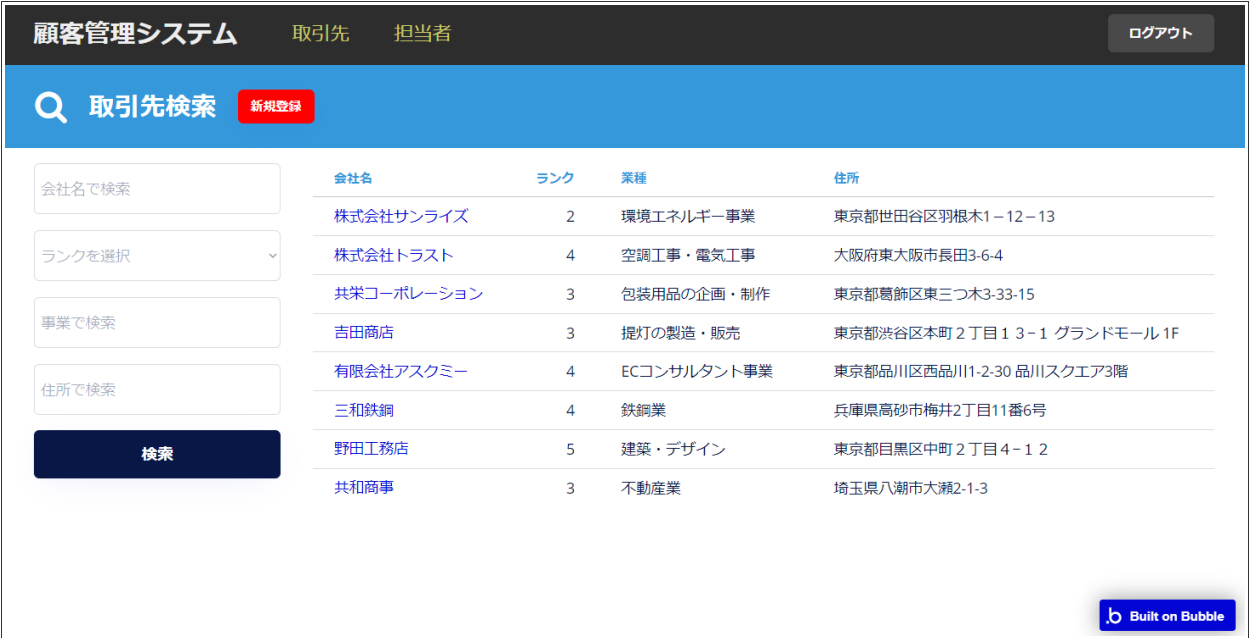 顧客管理システム 取引先 担当者 ログアウト
取引先検索 新規登録
会社名で検索
ランクを選択
事業で検索
住所で検索
検索
会社名 ランク 業種 住所
株式会社サンライズ 2 環境エネルギー事業 東京都世田谷区羽根木1－12－13
株式会社トラスト 4 空調工事・電気工事 大阪府東大阪市長田3-6-4
共栄コーポレーション 3 包装用品の企画・制作 東京都葛飾区東三つ木3-33-15
吉田商店 3 提灯の製造・販売 東京都渋谷区本町２丁目１３−１ グランドモール 1F
有限会社アスクミー 4 ECコンサルタント事業 東京都品川区西品川1-2-30 品川スクエア3階
三和鉄鋼 4 鉄鋼業 兵庫県高砂市梅井2丁目11番6号
野田工務店 5 建築・デザイン 東京都目黒区中町２丁目４−１２
共和商事 3 不動産業 埼玉県八潮市大瀬2-1-3
Built on Bubble